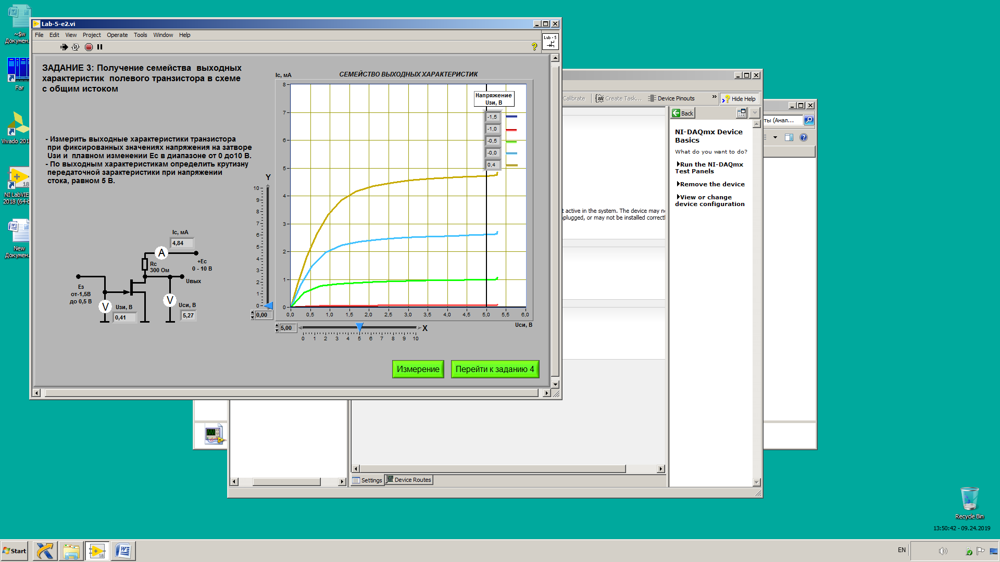 ~$w
Докумен...
Far
Vivado 201
NI LabVIE
2018 (64-b
New
Докумен...
Lab-5-e2.vi
File Edit View Project Operate Tools Window Help
Lab - 5
ЗАДАНИЕ 3: Получение семейства выходных
характеристик полевого транзистора в схеме
с общим истоком
- Измерить выходные характеристики транзистора
при фиксированных значениях напряжения на затворе
Uзи и плавном изменении Ес в диапазоне от 0 до10 В.
- По выходным характеристикам определить крутизну
передаточной зарактеристики при напряжении
стока, равном 5 В.
Iс, мА
4,84
A
+Ес
0 - 10 В
Rс
300 Ом
Uвых
Ез
от-1,5В
до 0,5 В
V
Uзи, В
0,41
V
Uси, В
5,27
Y
10
9
8
7
6
5
4
3
2
1
0
0,00
Iс, мА
СЕМЕЙСТВО ВЫХОДНЫХ ХАРАКТЕРИСТИК
8
7
6
5
4
3
2
1
0
0,0 0,5 1,0 1,5 2,0 2,5 3,0 3,5 4,0 4,5 5,0 5,5 6,0
Uси, В
Напряжение
Uзи, В
-1,5
-1,0
-0,5
-0,0
0,4
5,00
X
0 1 2 3 4 5 6 7 8 9 10
Измерение
Перейти к заданию 4
Calibrate Create Task... Device Pinouts » Hide Help
Back
NI-DAQmx Device
Basics
What do you want to do?
Run the NI-DAQmx
Test Panels
Remove the device
View or change
device configuration
t active in the system. The device may n
nplugged, or may not be installed correctl
Settings Device Routes
ты (Анал...
Recycle Bin
13:50:42 - 09.24.2019
Start
18
EN